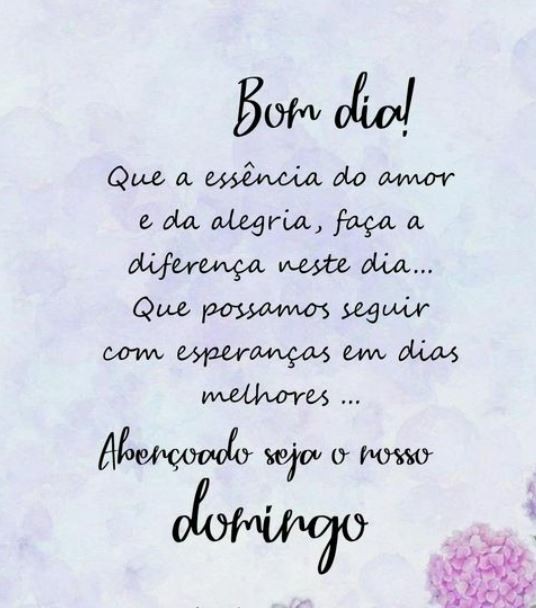 Bom dia!
Que a essência do amor
e da alegria, faça a
diferença neste dia...
Que possamos seguir
com esperanças em dias
melhores ...
Abençoado seja o nosso
domingo